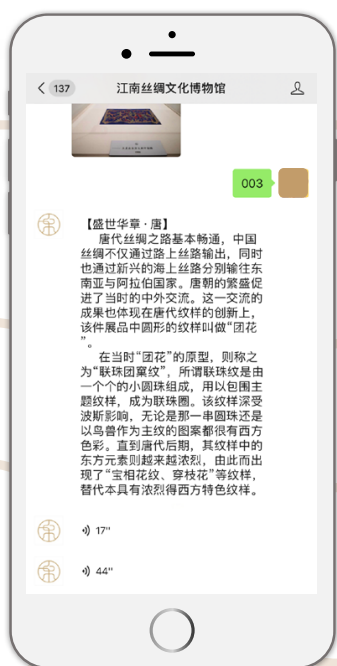 137
江南丝绸文化博物馆
003
【盛世华章·唐】
唐代丝绸之路基本畅通，中国
丝绸不仅通过路上丝路输出，同时
也通过新兴的海上丝路分别输往东
南亚与阿拉伯国家。唐朝的繁盛促
进了当时的中外交流。这一交流的
成果也体现在唐代纹样的创新上，
该件展品中圆形的纹样叫做“团花
”。
在当时“团花”的原型，则称之
为“联珠团窠纹”，所谓联珠纹是由
一个个的小圆珠组成，用以包围主
题纹样，成为联珠圈。该纹样深受
波斯影响，无论是那一串圆珠还是
以鸟兽作为主纹的图案都很有西方
色彩。直到唐代后期，其纹样中的
东方元素则越来越浓烈，由此而出
现了“宝相花纹、穿枝花”等纹样，
替代本具有浓烈得西方特色纹样。
17"
44"